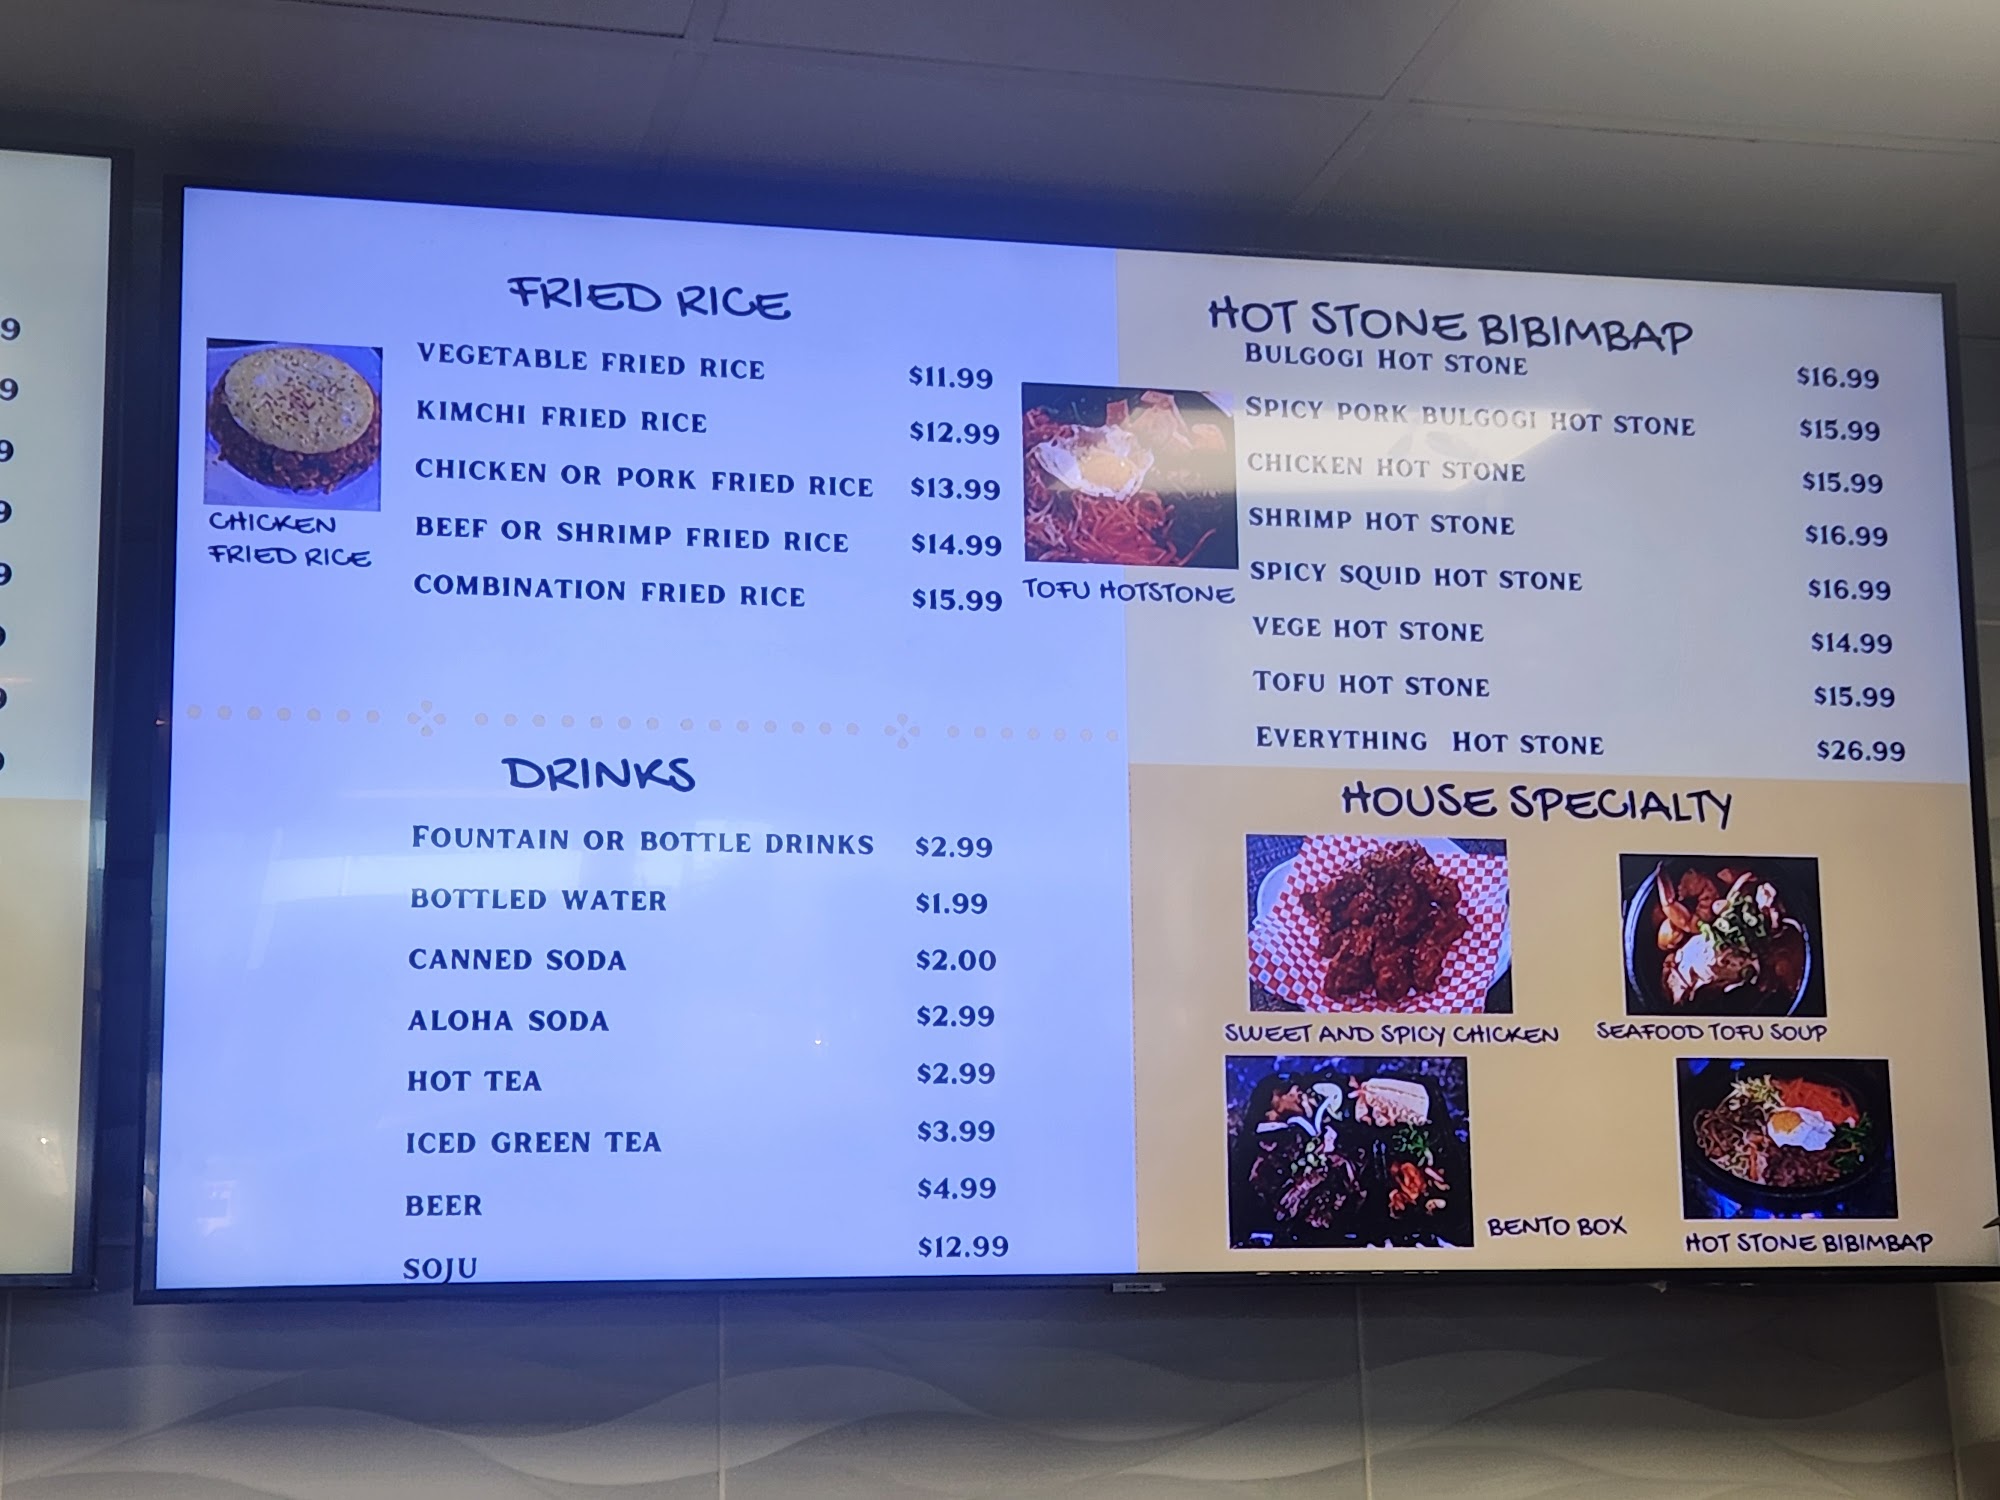 FRIED RICE
VEGETABLE FRIED RICE $11.99
KIMCHI FRIED RICE $12.99
CHICKEN OR PORK FRIED RICE $13.99
BEEF OR SHRIMP FRIED RICE $14.99
COMBINATION FRIED RICE $15.99
CHICKEN
FRIED RICE
DRINKS
FOUNTAIN OR BOTTLE DRINKS $2.99
BOTTLED WATER $1.99
CANNED SODA $2.00
ALOHA SODA $2.99
HOT TEA $2.99
ICED GREEN TEA $3.99
BEER $4.99
SOJU $12.99
HOT STONE BIBIMBAP
BULGOGI HOT STONE $16.99
SPICY PORK BULGOGI HOT STONE $15.99
CHICKEN HOT STONE $15.99
SHRIMP HOT STONE $16.99
SPICY SQUID HOT STONE $16.99
VEGE HOT STONE $14.99
TOFU HOT STONE $15.99
EVERYTHING HOT STONE $26.99
TOFU HOTSTONE
HOUSE SPECIALTY
SWEET AND SPICY CHICKEN
SEAFOOD TOFU SOUP
BENTO BOX
HOT STONE BIBIMBAP